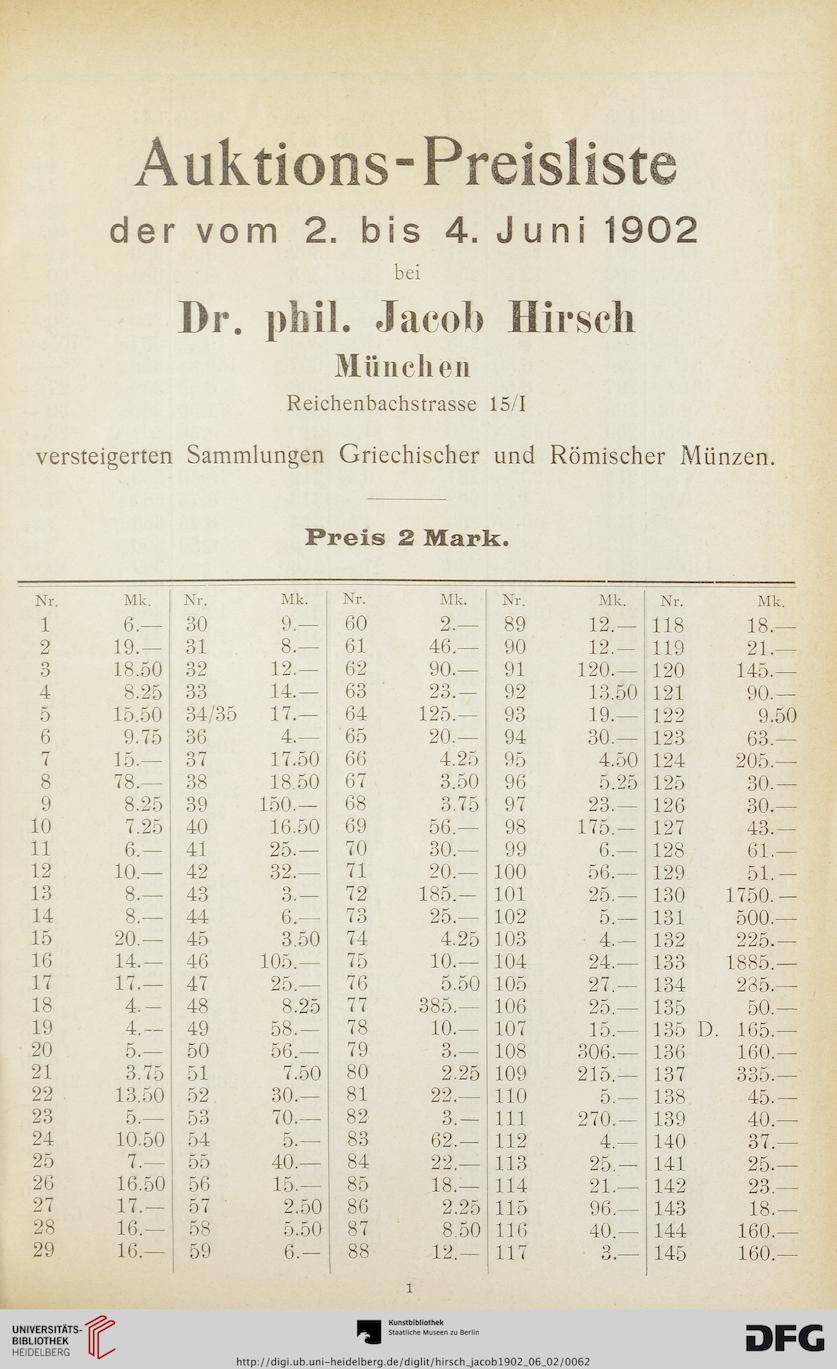 Auktions-Preisliste
der vom 2. bis 4. Juni 1902
bei
Dr. phil. Jacob Hirsch
München
Reichenbachstrasse 15/I
versteigerten Sammlungen Griechischer und Römischer Münzen.
Preis 2 Mark.
Nr. Mk. Nr. Mk. Nr. Mk. Nr. Mk. Nr. Mk.
1 6.— 30 9.— 60 2.— 89 12.— 118 18.—
2 19.— 31 8.— 61 46.— 90 12.— 119 21.—
3 18.50 32 12.— 62 90.— 91 120.— 120 145.—
4 8.25 33 14.— 63 23.— 92 13.50 121 90.—
5 15.50 34/35 17.— 64 125.— 93 19.— 122 9.50
6 9.75 36 4.— 65 20.— 94 30.— 123 63.—
7 15.— 37 17.50 66 4.25 95 4.50 124 205.—
8 78.— 38 18.50 67 3.50 96 5.25 125 30.—
9 8.25 39 150.— 68 3.75 97 23.— 126 30.—
10 7.25 40 16.50 69 56.— 98 175.— 127 43.—
11 6.— 41 25.— 70 30.— 99 6.— 128 61.—
12 10.— 42 32.— 71 20.— 100 56.— 129 51.—
13 8.— 43 3.— 72 185.— 101 25.— 130 1750.—
14 8.— 44 6.— 73 25.— 102 5.— 131 500.—
15 20.— 45 3.50 74 4.25 103 4.— 132 225.—
16 14.— 46 105.— 75 10.— 104 24.— 133 1885.—
17 17.— 47 25.— 76 5.50 105 27.— 134 285.—
18 4.— 48 8.25 77 385.— 106 25.— 135 50.—
19 4.— 49 58.— 78 10.— 107 15.— 135 D. 165.—
20 5.— 50 56.— 79 3.— 108 306.— 136 160.—
21 3.75 51 7.50 80 2.25 109 215.— 137 335.—
22 13.50 52 30.— 81 22.— 110 5.— 138 45.—
23 5.— 53 70.— 82 3.— 111 270.— 139 40.—
24 10.50 54 5.— 83 62.— 112 4.— 140 37.—
25 7.— 55 40.— 84 22.— 113 25.— 141 25.—
26 16.50 56 15.— 85 18.— 114 21.— 142 23.—
27 17.— 57 2.50 86 2.25 115 96.— 143 18.—
28 16.— 58 5.50 87 8.50 116 40.— 144 160.—
29 16.— 59 6.— 88 12.— 117 3.— 145 160.—
1
UNIVERSITÄTS-
BIBLIOTHEK
HEIDELBERG
Kunstbibliothek
Staatliche Museen zu Berlin
DFG
http://digi.ub.uni-heidelberg.de/diglit/hirsch_jacob1902_06_02/0062